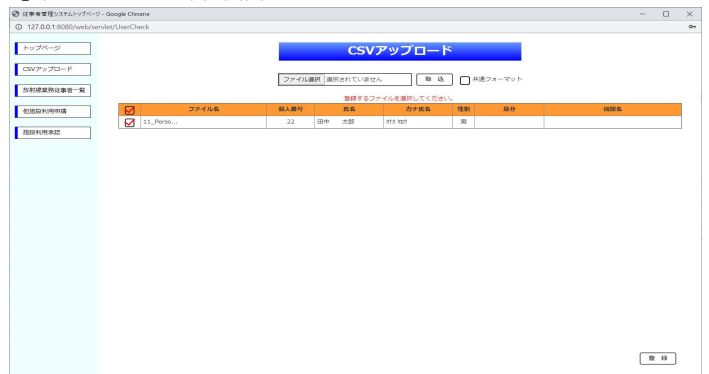 従事者管理システムトップページ - Google Chrome
127.0.0.1:8080/web/servlet/UserCheck
トップページ
CSVアップロード
放射線業務従事者一覧
他施設利用申請
施設利用承認
CSVアップロード
ファイル選択 選択されていません 取 込 共通フォーマット
登録するファイルを選択してください。
ファイル名 個人番号 氏名 カナ氏名 性別 身分 機関名
11_Perso... 22 田中 太郎 ﾀﾅｶ ﾀﾛｳ 男
登 録